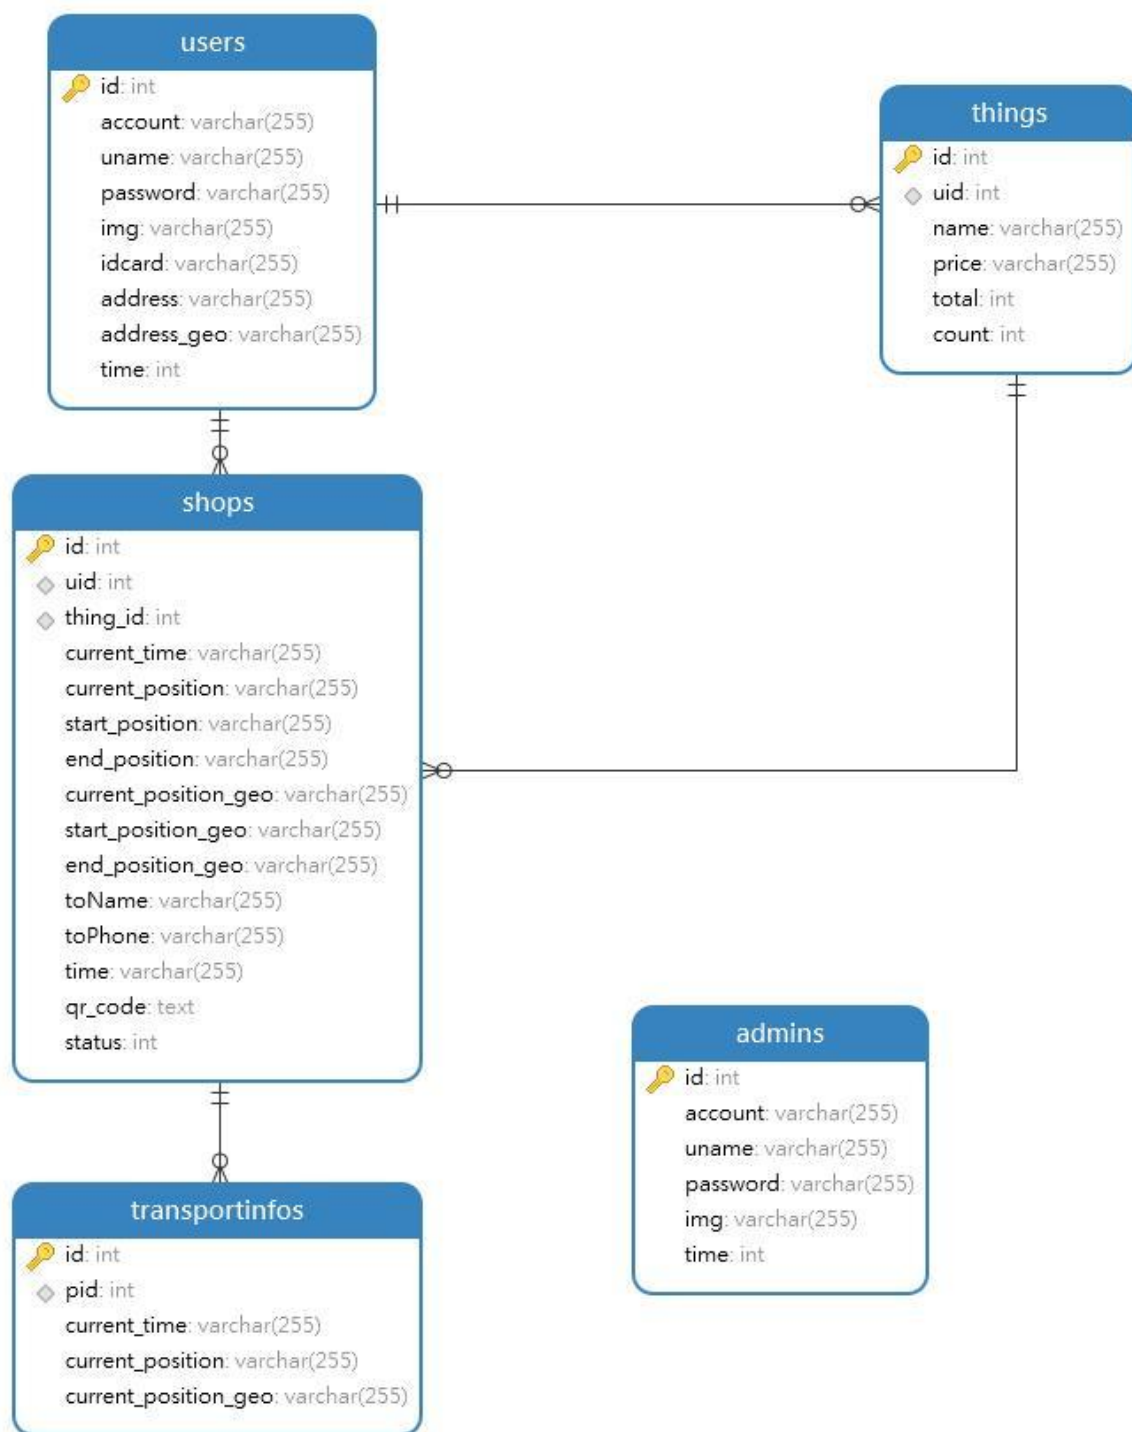 users
id: int
account: varchar(255)
uname: varchar(255)
password: varchar(255)
img: varchar(255)
idcard: varchar(255)
address: varchar(255)
address_geo: varchar(255)
time: int
things
id: int
uid: int
name: varchar(255)
price: varchar(255)
total: int
count: int
shops
id: int
uid: int
thing_id: int
current_time: varchar(255)
current_position: varchar(255)
start_position: varchar(255)
end_position: varchar(255)
current_position_geo: varchar(255)
start_position_geo: varchar(255)
end_position_geo: varchar(255)
toName: varchar(255)
toPhone: varchar(255)
time: varchar(255)
qr_code: text
status: int
admins
id: int
account: varchar(255)
uname: varchar(255)
password: varchar(255)
img: varchar(255)
time: int
transportinfos
id: int
pid: int
current_time: varchar(255)
current_position: varchar(255)
current_position_geo: varchar(255)